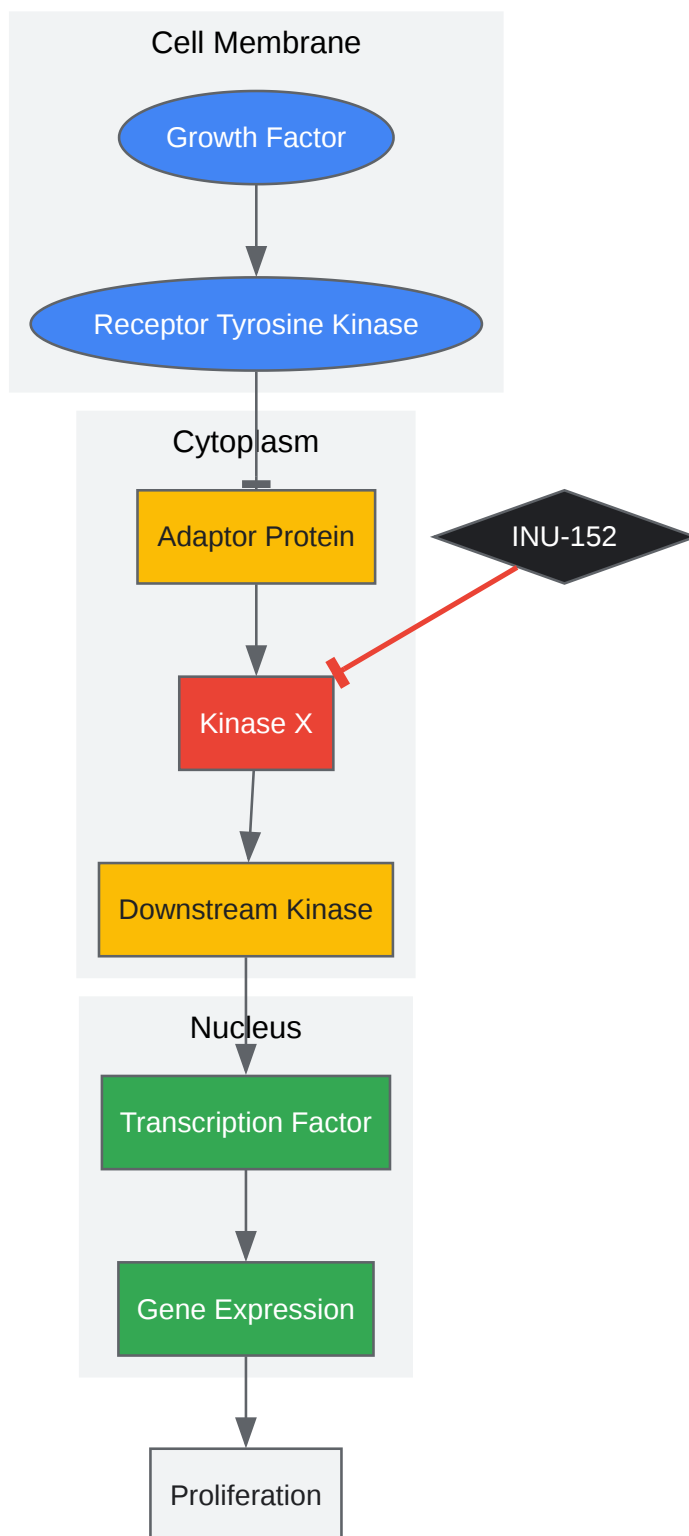 Cell Membrane
Growth Factor
Receptor Tyrosine Kinase
Cytoplasm
Adaptor Protein
INU-152
Kinase X
Downstream Kinase
Nucleus
Transcription Factor
Gene Expression
Proliferation